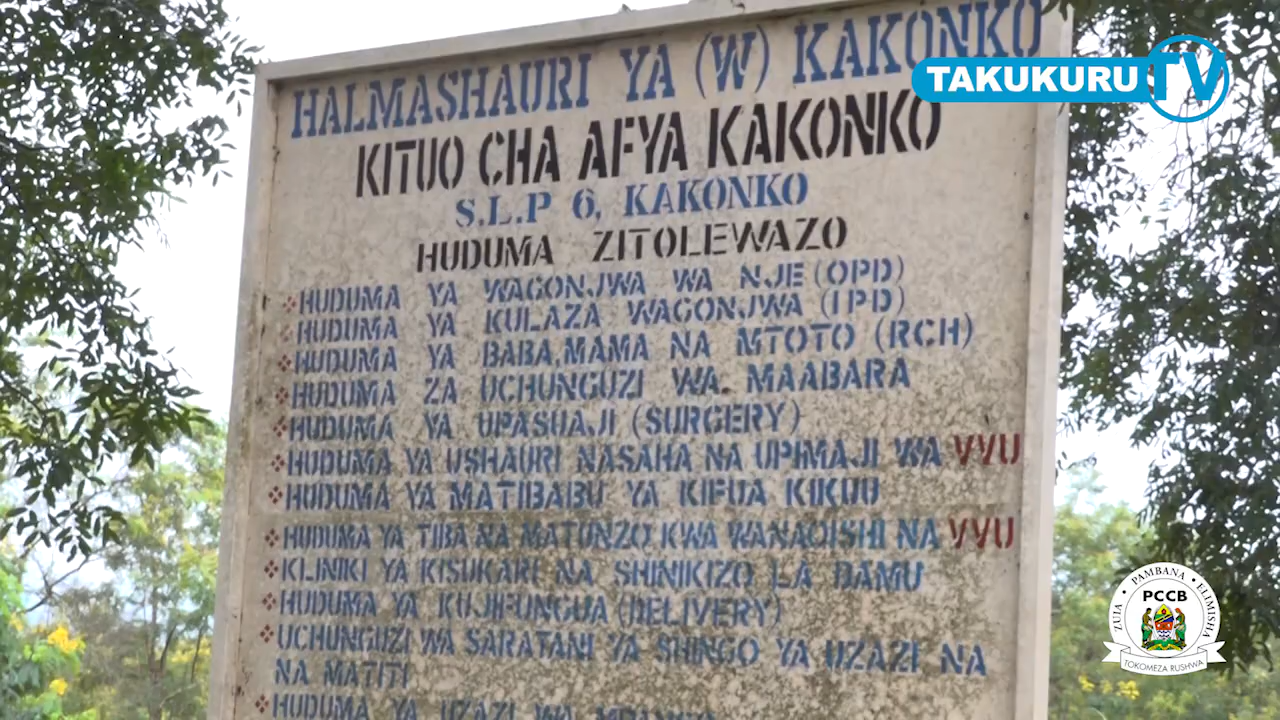 HALMASHAURI YA (W) KAKONKO
TAKUKURU TV
KITUO CHA AFYA KAKONKO
S.L.P 6, KAKONKO
HUDUMA ZITOLEWAZO
HUDUMA YA WAGONJWA WA NJE (OPD)
HUDUMA YA KULAZA WAGONJWA (IPD)
HUDUMA YA BABA, MAMA NA MTOTO (RCH)
HUDUMA ZA UCHUNGUZI WA MAABARA
HUDUMA YA UPASUAJI (SURGERY)
HUDUMA YA USHAURI NASAHA NA UPIMAJI WA VVU
HUDUMA YA MATIBABU YA KIFUA KIKUU
HUDUMA YA TIBA NA MATUNZO KWA WANAOISHI NA VVU
KLINIKI YA KISUKARI NA SHINIKIZO LA DAMU
HUDUMA YA KUJIFUNGUA (DELIVERY)
UCHUNGUZI WA SARATANI YA SHINGO YA UZAZI NA
NA MATITI
HUDUMA YA UZAZI WA MPANGO
ZUIA • PAMBANA • ELIMISHA
PCCB
TOKOMEZA RUSHWA